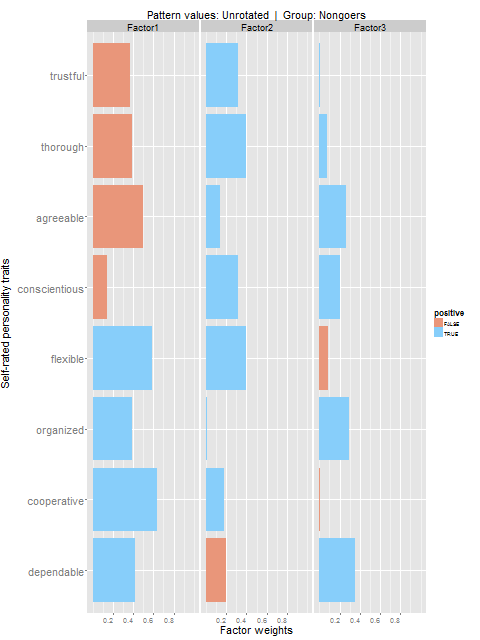 Pattern values: Unrotated | Group: Nongoers
Factor1 Factor2 Factor3
trustful
thorough
agreeable
conscientious
flexible
organized
cooperative
dependable
Self-rated personality traits
0.2 0.4 0.6 0.8 0.2 0.4 0.6 0.8 0.2 0.4 0.6 0.8
Factor weights
positive
FALSE
TRUE